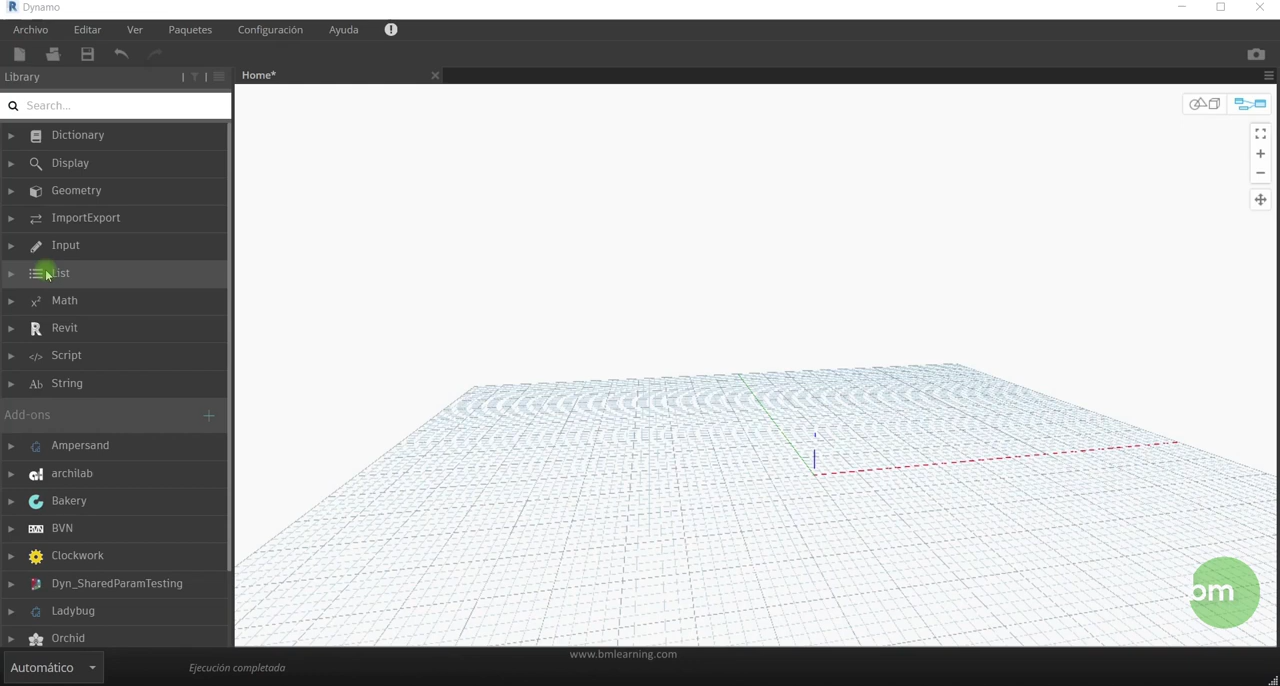 Dynamo
Archivo Editar Ver Paquetes Configuración Ayuda
Library
Home*
Search...
Dictionary
Display
Geometry
ImportExport
Input
List
Math
Revit
Script
String
Add-ons
Ampersand
archilab
Bakery
BVN
Clockwork
Dyn_SharedParamTesting
Ladybug
Orchid
bm
www.bmlearning.com
Automático
Ejecución completada